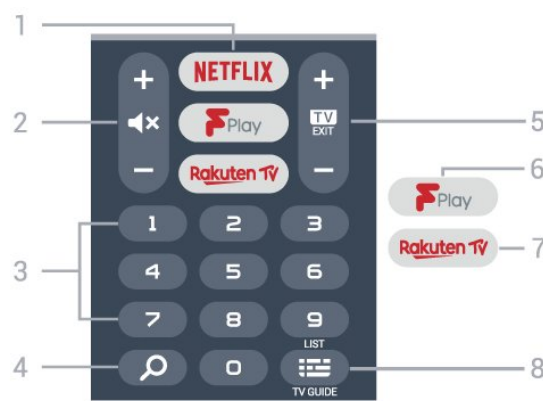 1
NETFLIX
+ +
2
Play
TV
EXIT
5
6
- -
Rakuten TV
Play
1 2 3
Rakuten TV
7
3
4 5 6
7 8 9
LIST
4
0
8
TV GUIDE